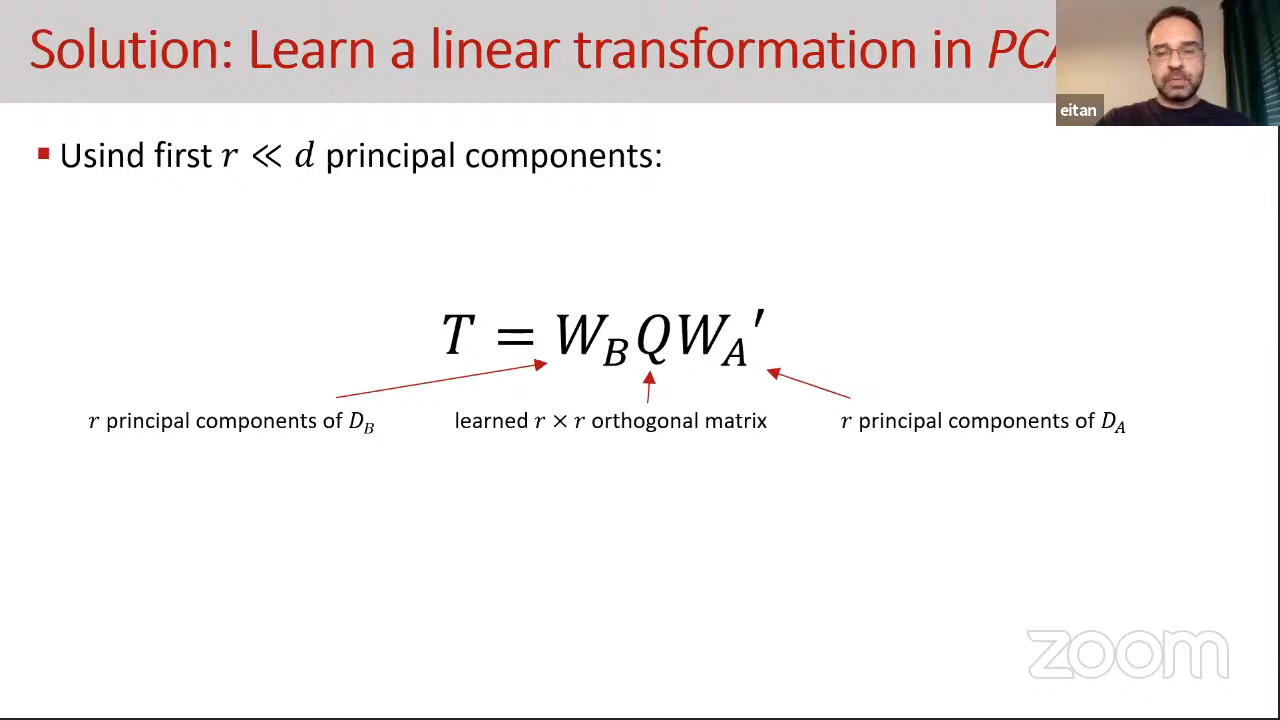 Solution: Learn a linear transformation in PCA
eitan
▪ Usind first r ≪ d principal components:
T = W_B Q W_A′
r principal components of D_B
learned r × r orthogonal matrix
r principal components of D_A
zoom